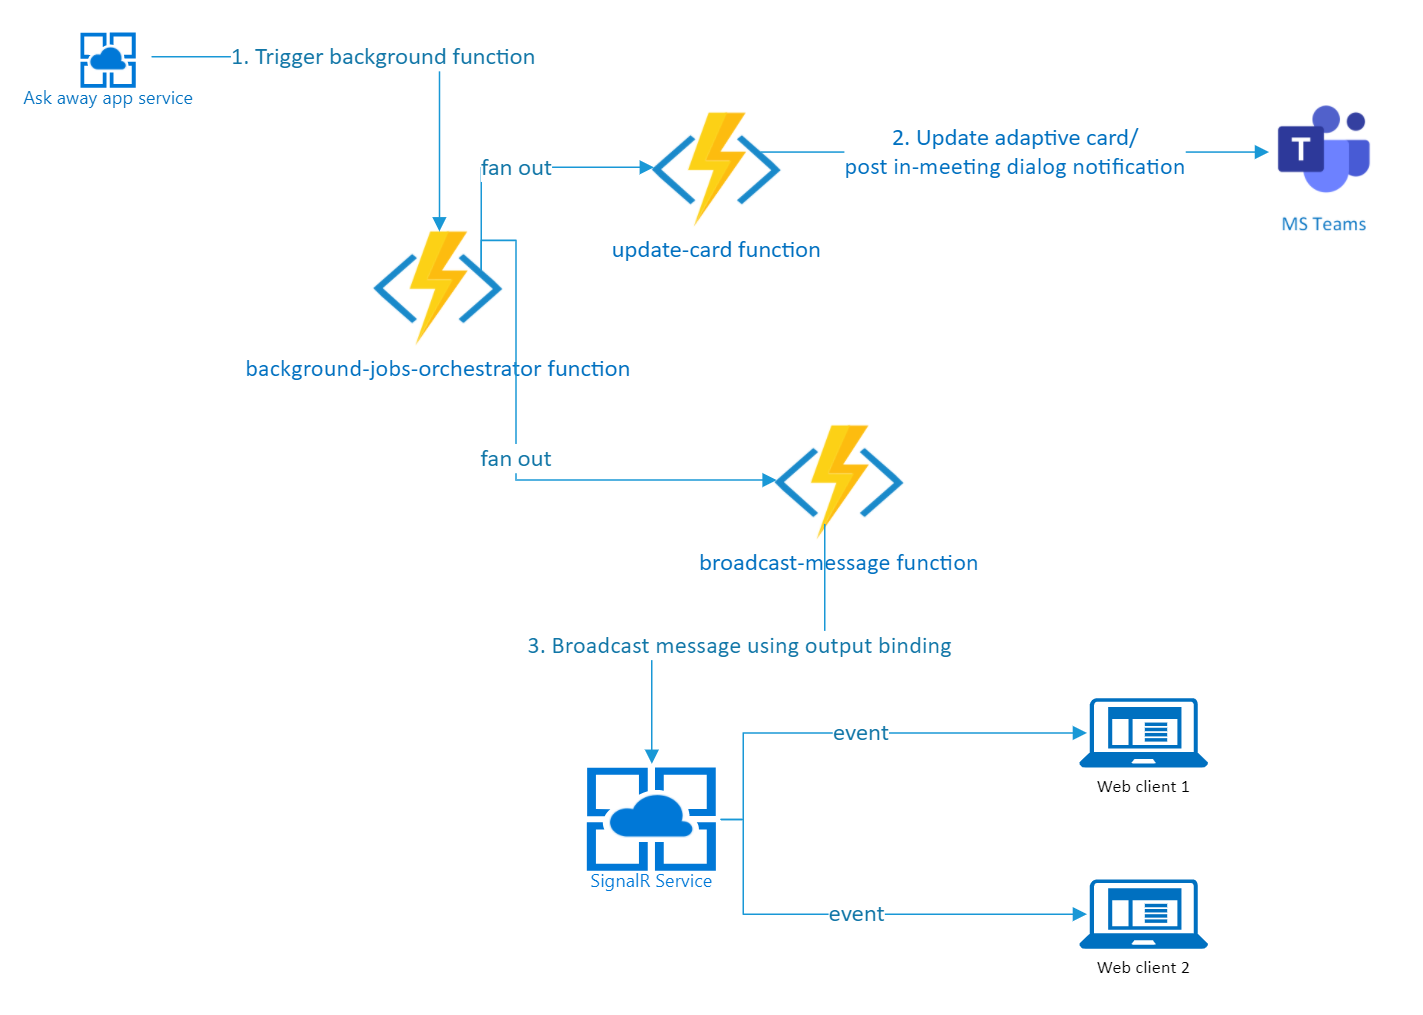 1. Trigger background function
Ask away app service
2. Update adaptive card/
post in-meeting dialog notification
fan out
T
MS Teams
update-card function
background-jobs-orchestrator function
fan out
broadcast-message function
3. Broadcast message using output binding
event
Web client 1
SignalR Service
event
Web client 2